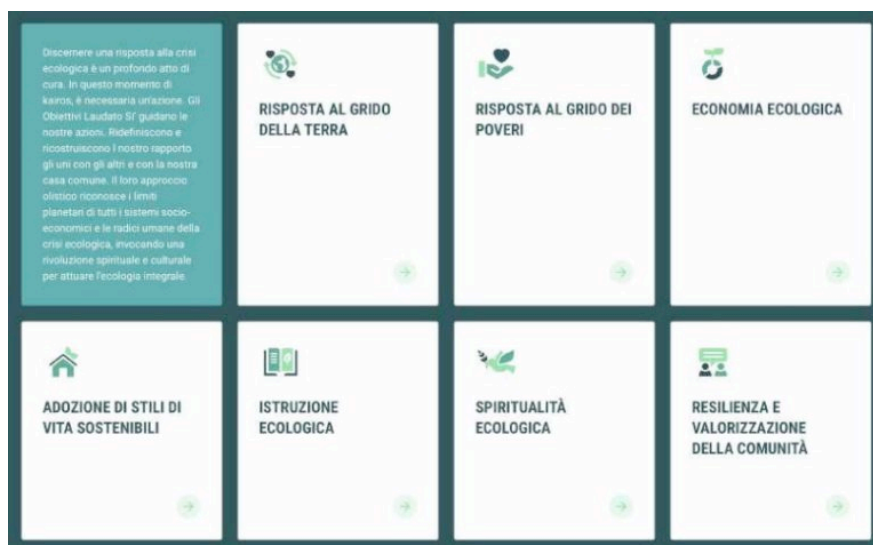 Discernere una risposta alla crisi
ecologica è un profondo atto di
cura. In questo momento di
kairos, è necessaria un'azione. Gli
Obiettivi Laudato Si' guidano le
nostre azioni. Ridefiniscono e
ricostruiscono l nostro rapporto
gli uni con gli altri e con la nostra
casa comune. Il loro approccio
olistico riconosce i limiti
planetari di tutti i sistemi socio-
economici e le radici umane della
crisi ecologica, invocando una
rivoluzione spirituale e culturale
per attuare l'ecologia integrale.
RISPOSTA AL GRIDO
DELLA TERRA
RISPOSTA AL GRIDO DEI
POVERI
ECONOMIA ECOLOGICA
ADOZIONE DI STILI DI
VITA SOSTENIBILI
ISTRUZIONE
ECOLOGICA
SPIRITUALITÀ
ECOLOGICA
RESILIENZA E
VALORIZZAZIONE
DELLA COMUNITÀ